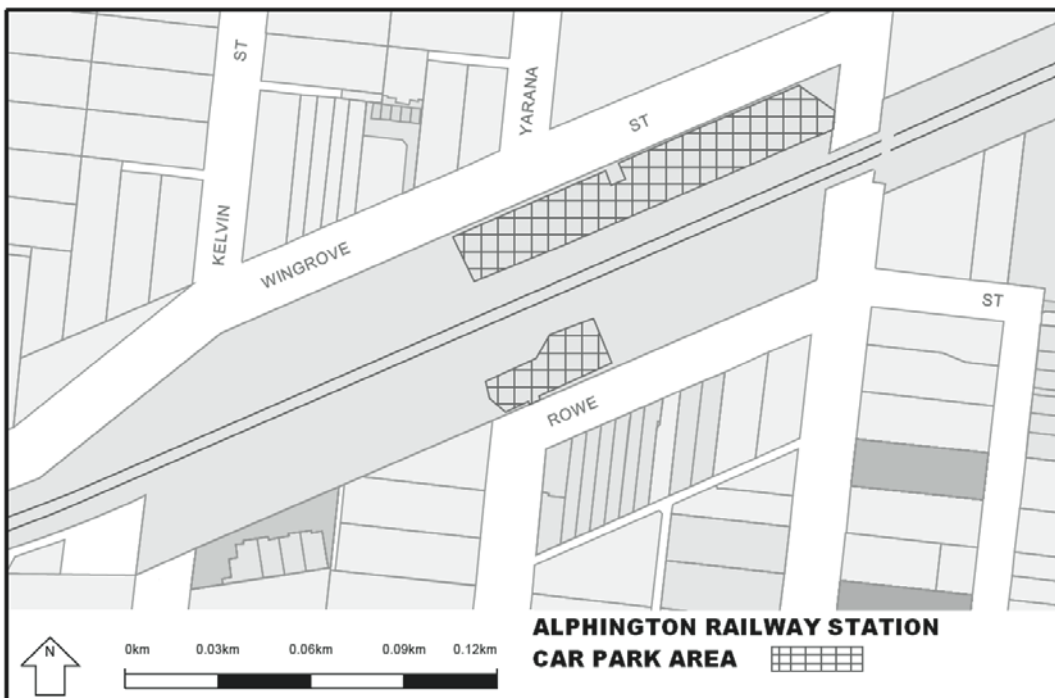 ST
YARANA
ST
KELVIN
WINGROVE
ST
ROWE
ALPHINGTON RAILWAY STATION
CAR PARK AREA
N
0km 0.03km 0.06km 0.09km 0.12km